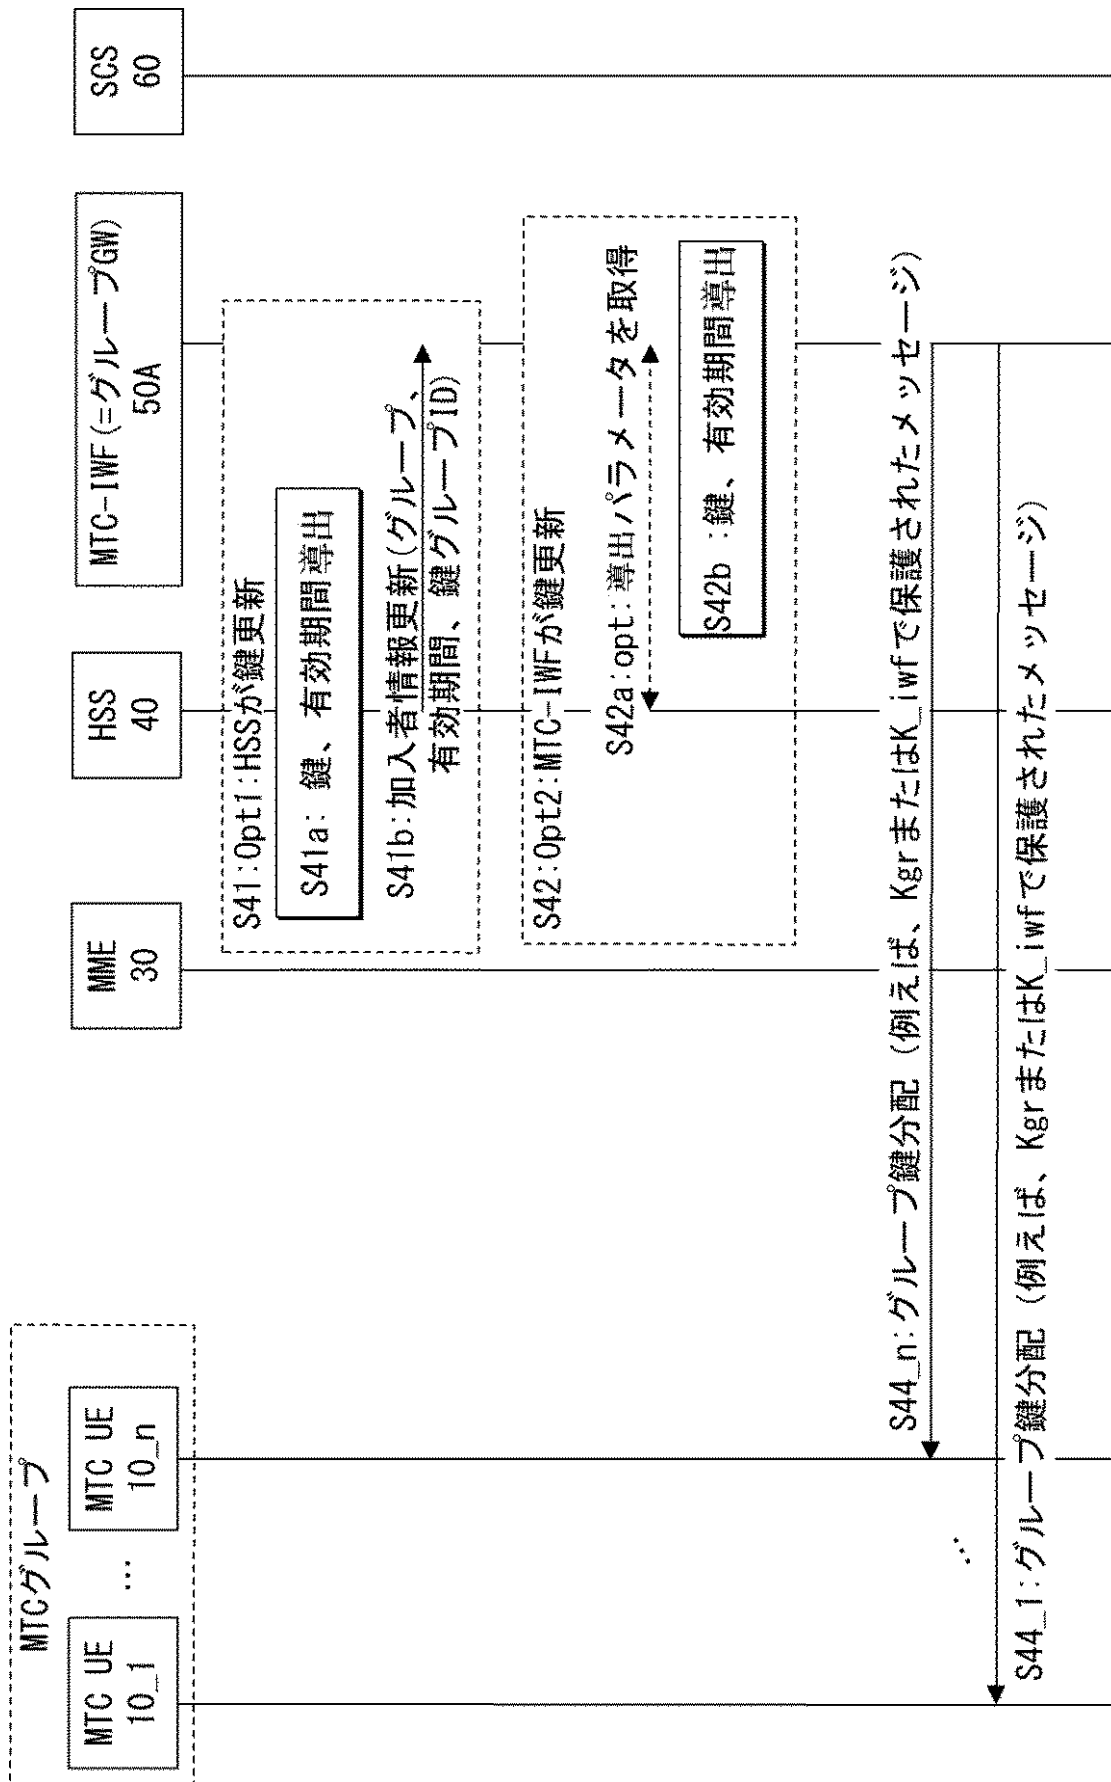 MTCグループ
MTC UE
10_1
...
MTC UE
10_n
MME
30
HSS
40
MTC-IWF(=グループGW)
50A
SCS
60
S41:Opt1:HSSが鍵更新
S41a: 鍵、有効期間導出
S41b:加入者情報更新(グループ、
有効期間、鍵グループID)
S42:Opt2:MTC-IWFが鍵更新
S42a:opt:導出パラメータを取得
S42b :鍵、有効期間導出
S44_n:グループ鍵分配 (例えば、KgrまたはK_iwfで保護されたメッセージ)
...
S44_1:グループ鍵分配 (例えば、KgrまたはK_iwfで保護されたメッセージ)